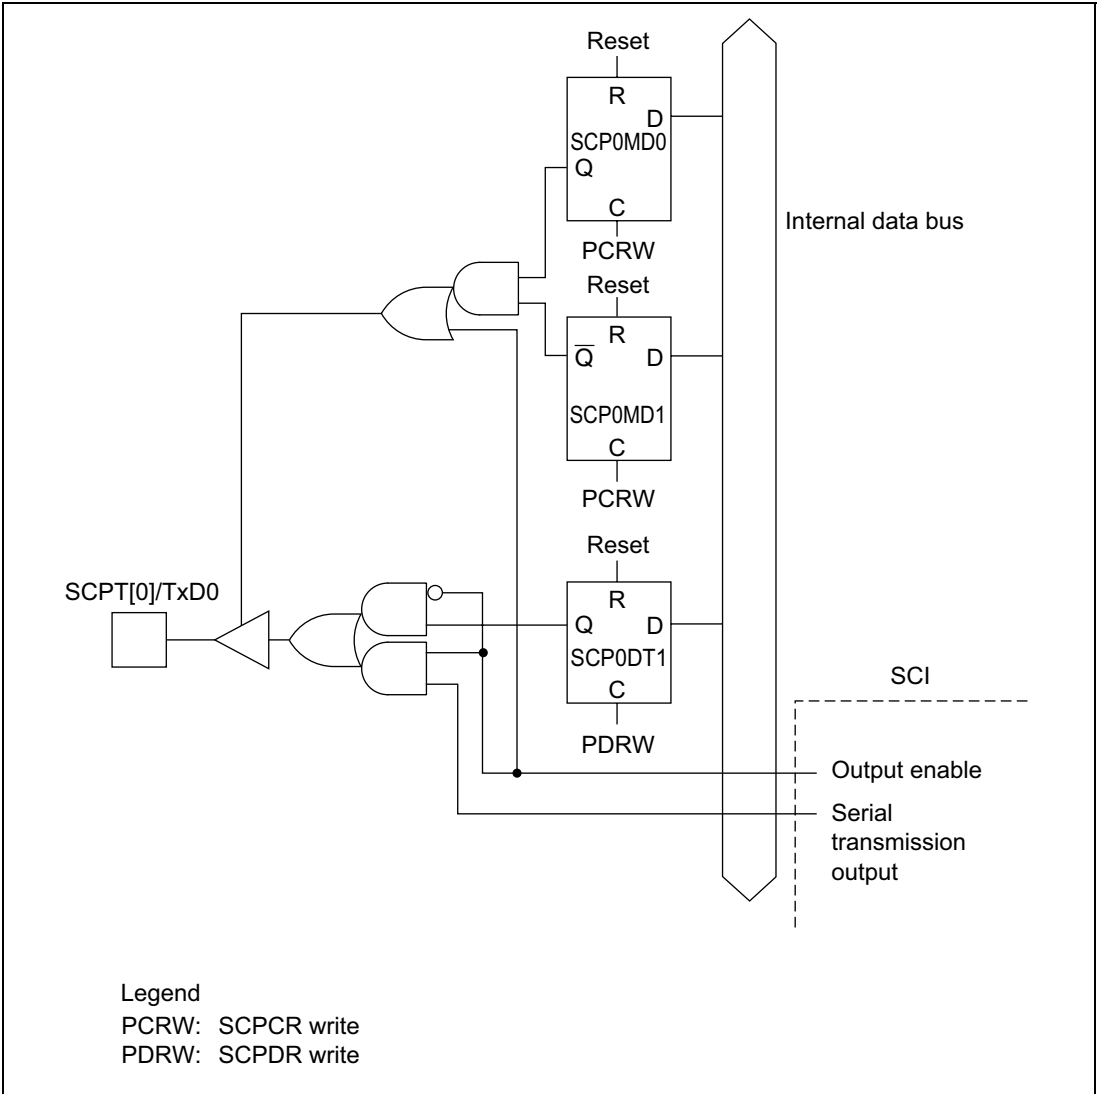 Reset
R
D
SCP0MD0
Q
C
PCRW
Internal data bus
Reset
R
Q̅ D
SCP0MD1
C
PCRW
Reset
SCPT[0]/TxD0
R
Q D
SCP0DT1
C
PDRW
SCI
Output enable
Serial
transmission
output
Legend
PCRW: SCPCR write
PDRW: SCPDR write